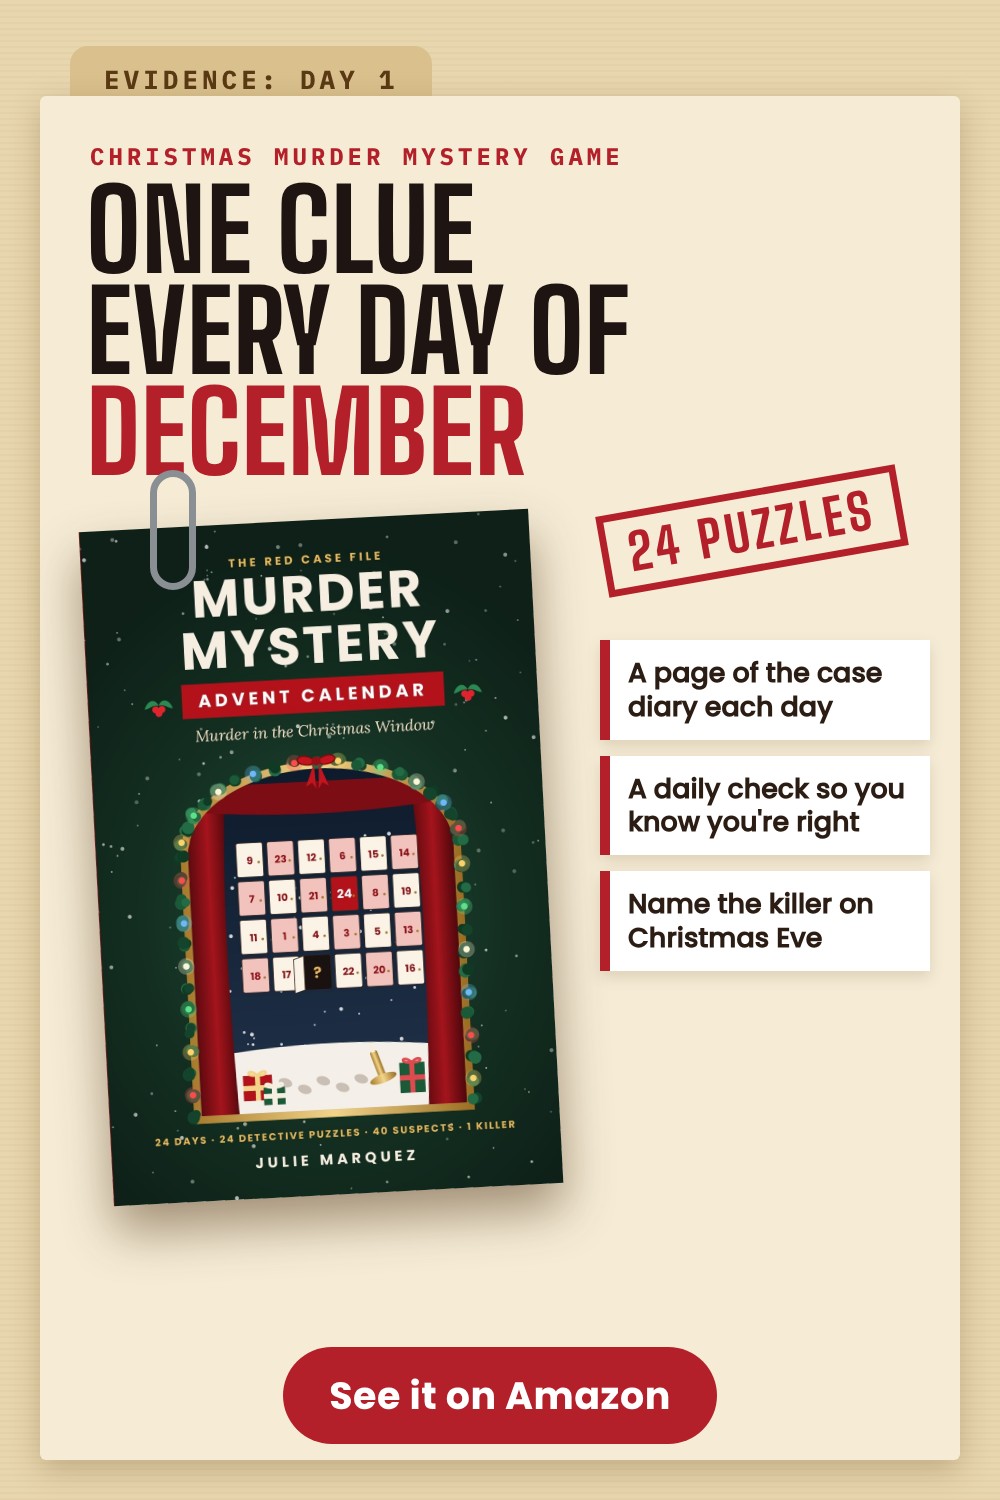 EVIDENCE: DAY 1
CHRISTMAS MURDER MYSTERY GAME
ONE CLUE
EVERY DAY OF
DECEMBER
24 PUZZLES
THE RED CASE FILE
MURDER
MYSTERY
ADVENT CALENDAR
Murder in the Christmas Window
9 23 12 6 15 14
7 10 21 24 8 19
11 1 4 3 5 13
18 17 ? 22 20 16
24 DAYS · 24 DETECTIVE PUZZLES · 40 SUSPECTS · 1 KILLER
JULIE MARQUEZ
A page of the case
diary each day
A daily check so you
know you're right
Name the killer on
Christmas Eve
See it on Amazon